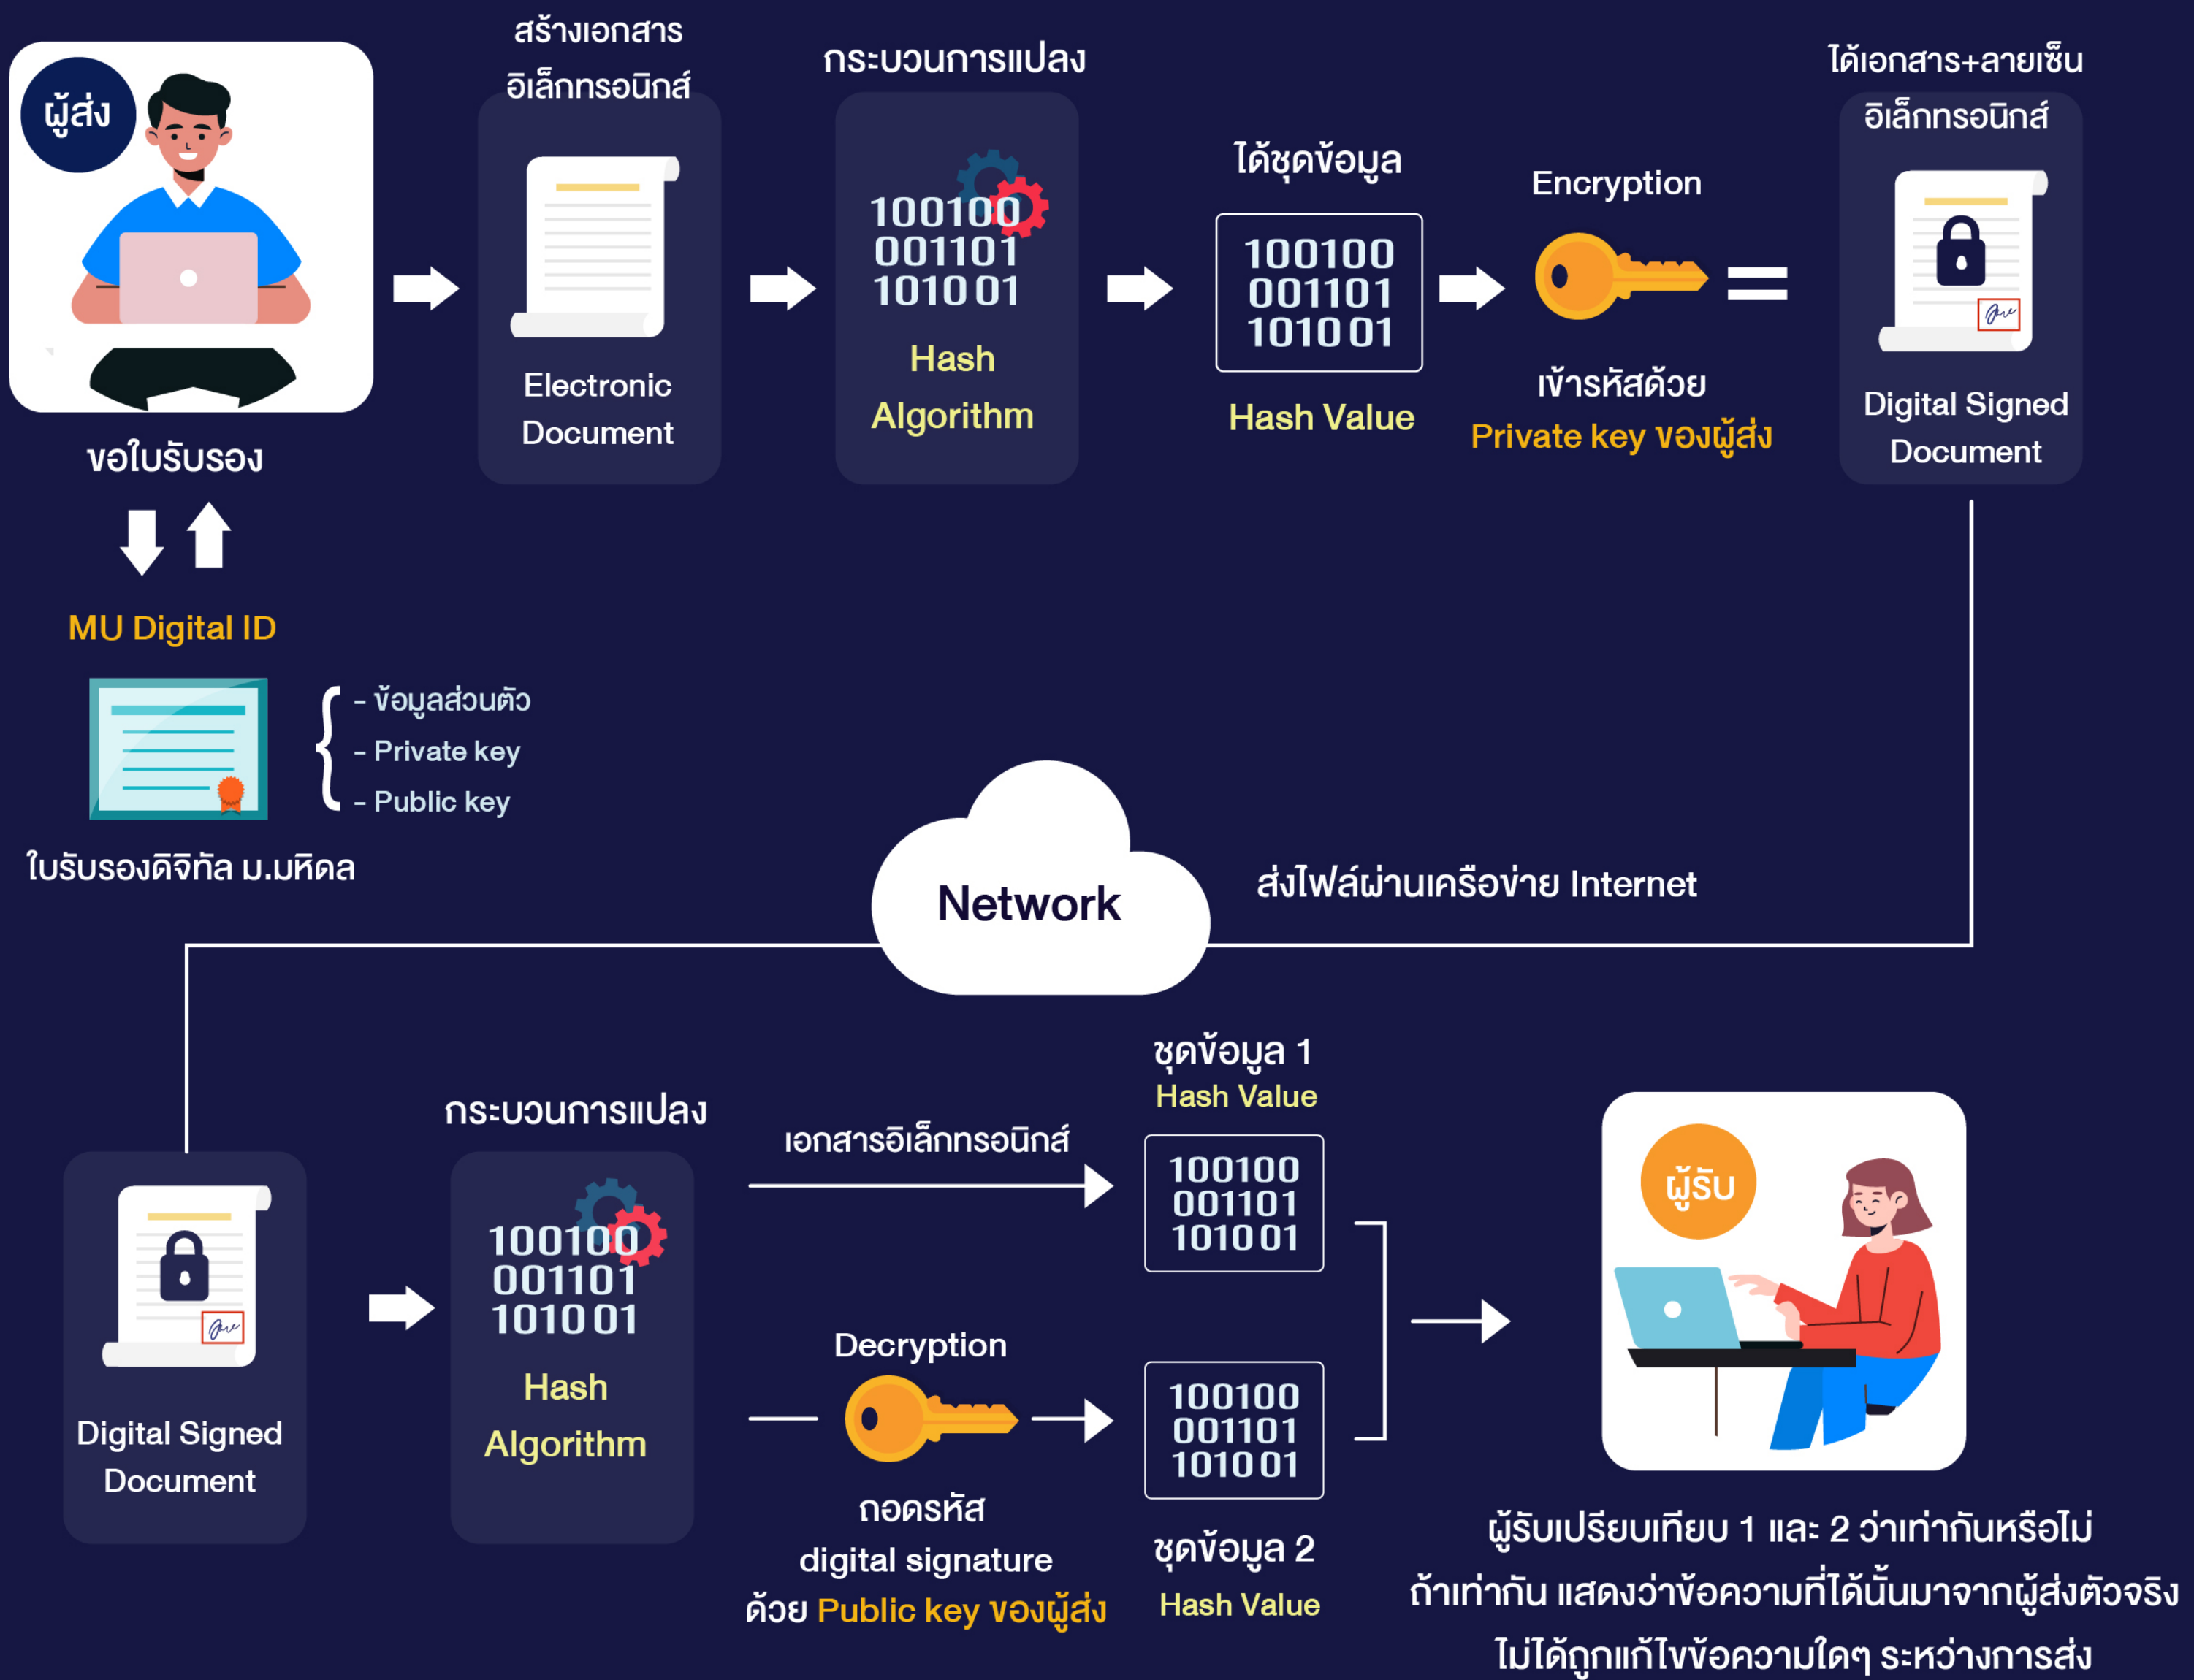 ผู้ส่ง
สร้างเอกสาร
อิเล็กทรอนิกส์
Electronic
Document
กระบวนการแปลง
100100
001101
101001
Hash
Algorithm
ได้ชุดข้อมูล
100100
001101
101001
Hash Value
Encryption
เข้ารหัสด้วย
Private key ของผู้ส่ง
ได้เอกสาร+ลายเซ็น
อิเล็กทรอนิกส์
Digital Signed
Document
ขอใบรับรอง
MU Digital ID
- ข้อมูลส่วนตัว
- Private key
- Public key
ใบรับรองดิจิทัล ม.มหิดล
Network
ส่งไฟล์ผ่านเครือข่าย Internet
Digital Signed
Document
กระบวนการแปลง
100100
001101
101001
Hash
Algorithm
เอกสารอิเล็กทรอนิกส์
ชุดข้อมูล 1
Hash Value
100100
001101
101001
Decryption
ถอดรหัส
digital signature
ด้วย Public key ของผู้ส่ง
100100
001101
101001
ชุดข้อมูล 2
Hash Value
ผู้รับ
ผู้รับเปรียบเทียบ 1 และ 2 ว่าเท่ากันหรือไม่
ถ้าเท่ากัน แสดงว่าข้อความที่ได้นั้นมาจากผู้ส่งตัวจริง
ไม่ได้ถูกแก้ไขข้อความใดๆ ระหว่างการส่ง